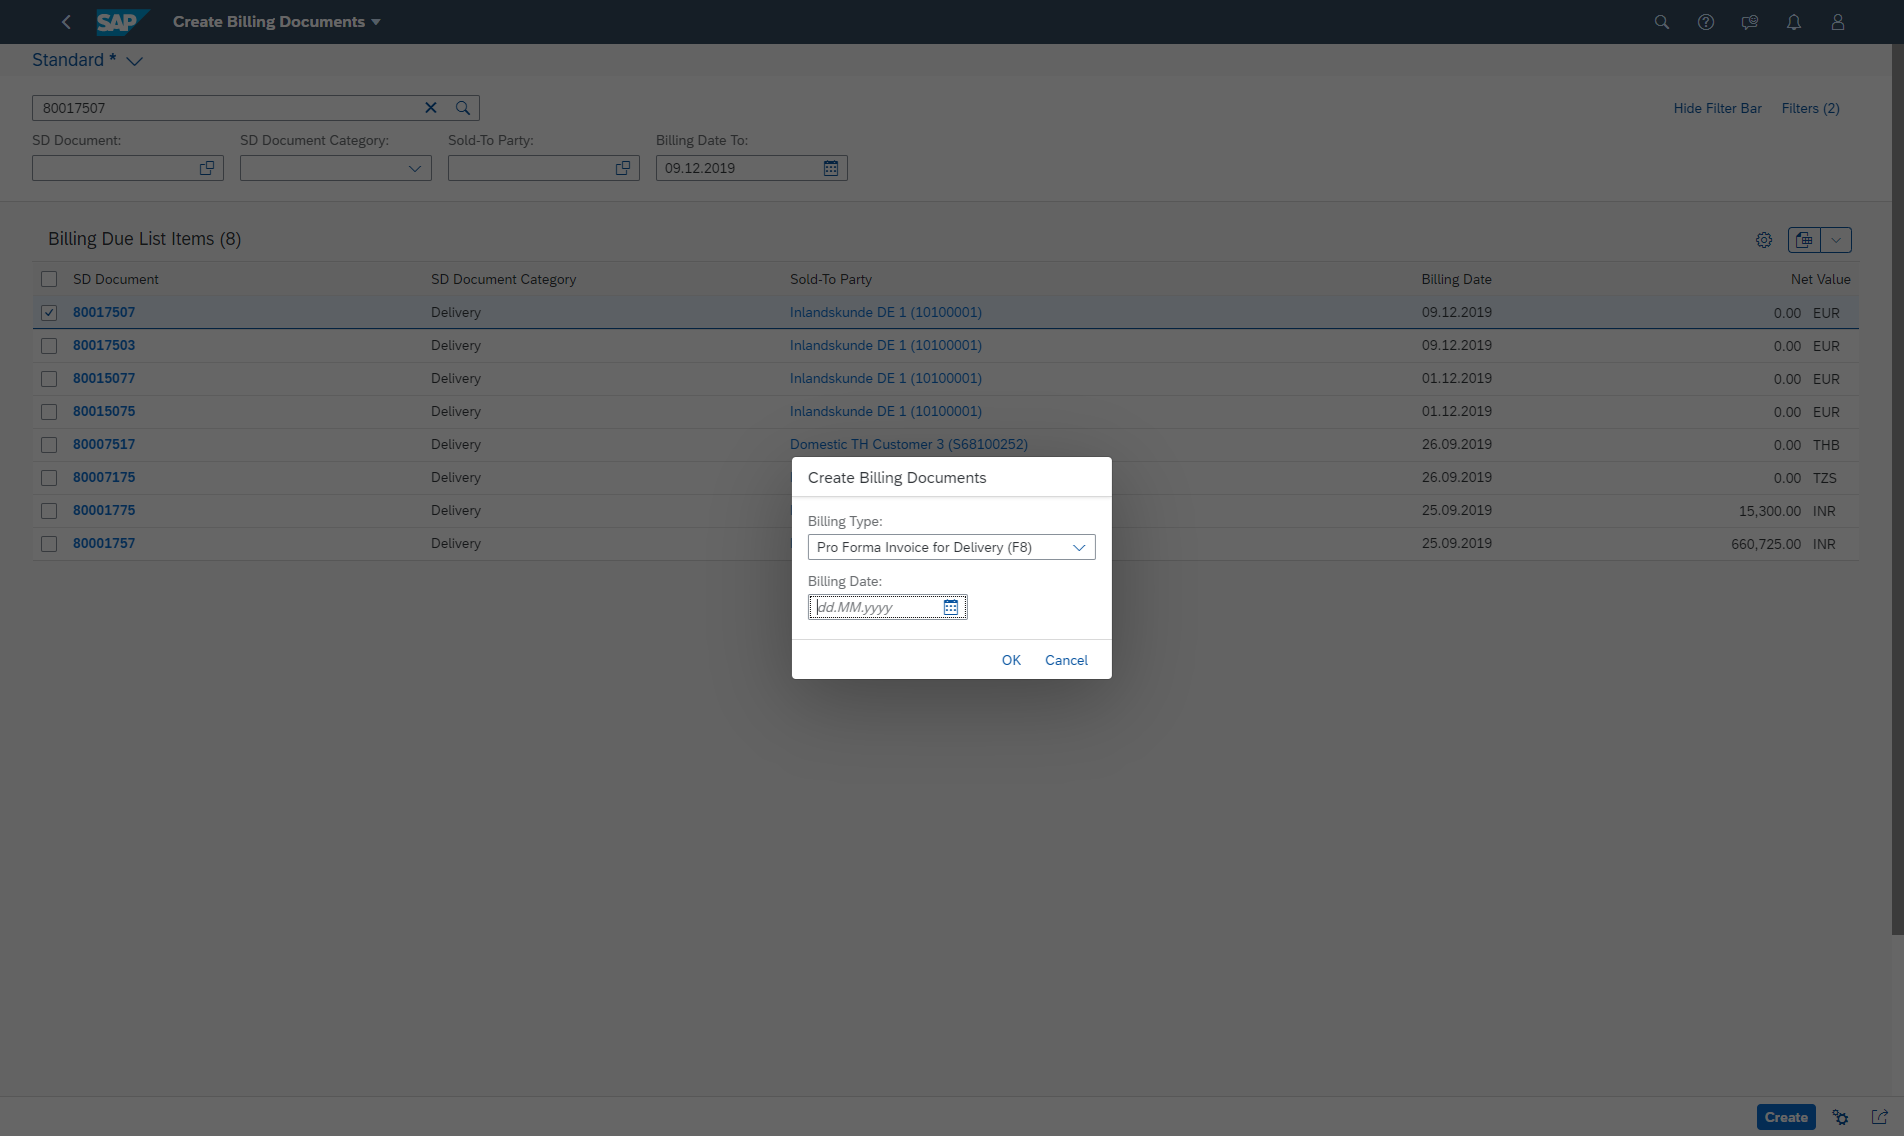 SAP Create Billing Documents
Standard *
80017507
Hide Filter Bar Filters (2)
SD Document: SD Document Category: Sold-To Party: Billing Date To:
09.12.2019
Billing Due List Items (8)
SD Document SD Document Category Sold-To Party Billing Date Net Value
80017507 Delivery Inlandskunde DE 1 (10100001) 09.12.2019 0.00 EUR
80017503 Delivery Inlandskunde DE 1 (10100001) 09.12.2019 0.00 EUR
80015077 Delivery Inlandskunde DE 1 (10100001) 01.12.2019 0.00 EUR
80015075 Delivery Inlandskunde DE 1 (10100001) 01.12.2019 0.00 EUR
80007517 Delivery Domestic TH Customer 3 (S68100252) 26.09.2019 0.00 THB
80007175 Delivery 26.09.2019 0.00 TZS
80001775 Delivery 25.09.2019 15,300.00 INR
80001757 Delivery 25.09.2019 660,725.00 INR
Create Billing Documents
Billing Type:
Pro Forma Invoice for Delivery (F8)
Billing Date:
dd.MM.yyyy
OK Cancel
Create